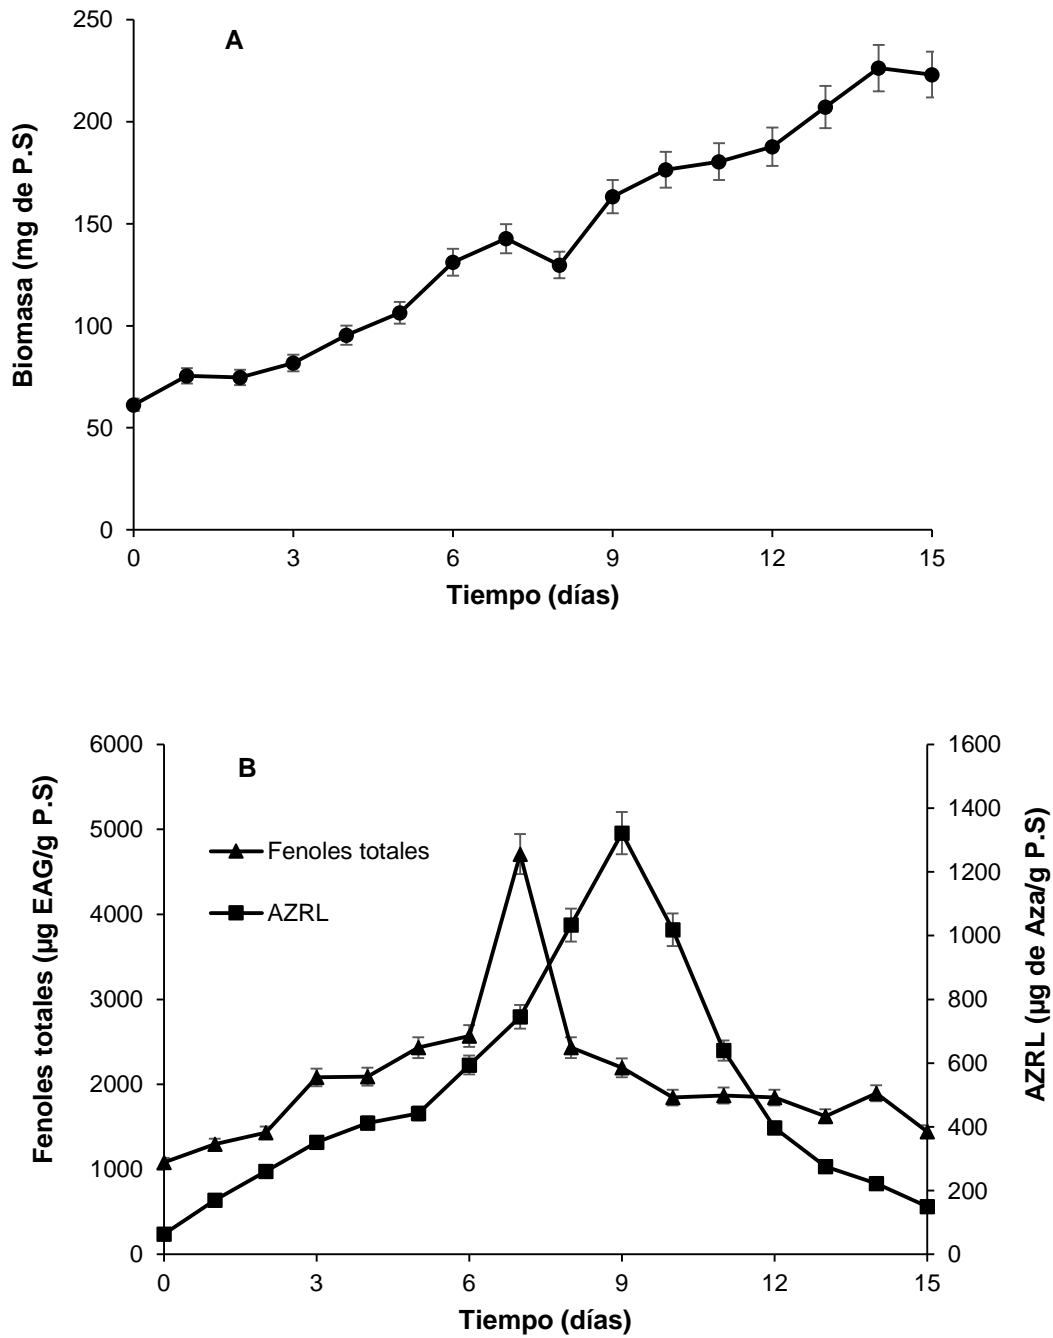 A
250
200
150
100
50
0
Biomasa (mg de P.S)
0 3 6 9 12 15
Tiempo (días)
B
6000
5000
4000
3000
2000
1000
0
Fenoles totales (µg EAG/g P.S)
Fenoles totales
AZRL
1600
1400
1200
1000
800
600
400
200
0
AZRL (µg de Aza/g P.S)
0 3 6 9 12 15
Tiempo (días)